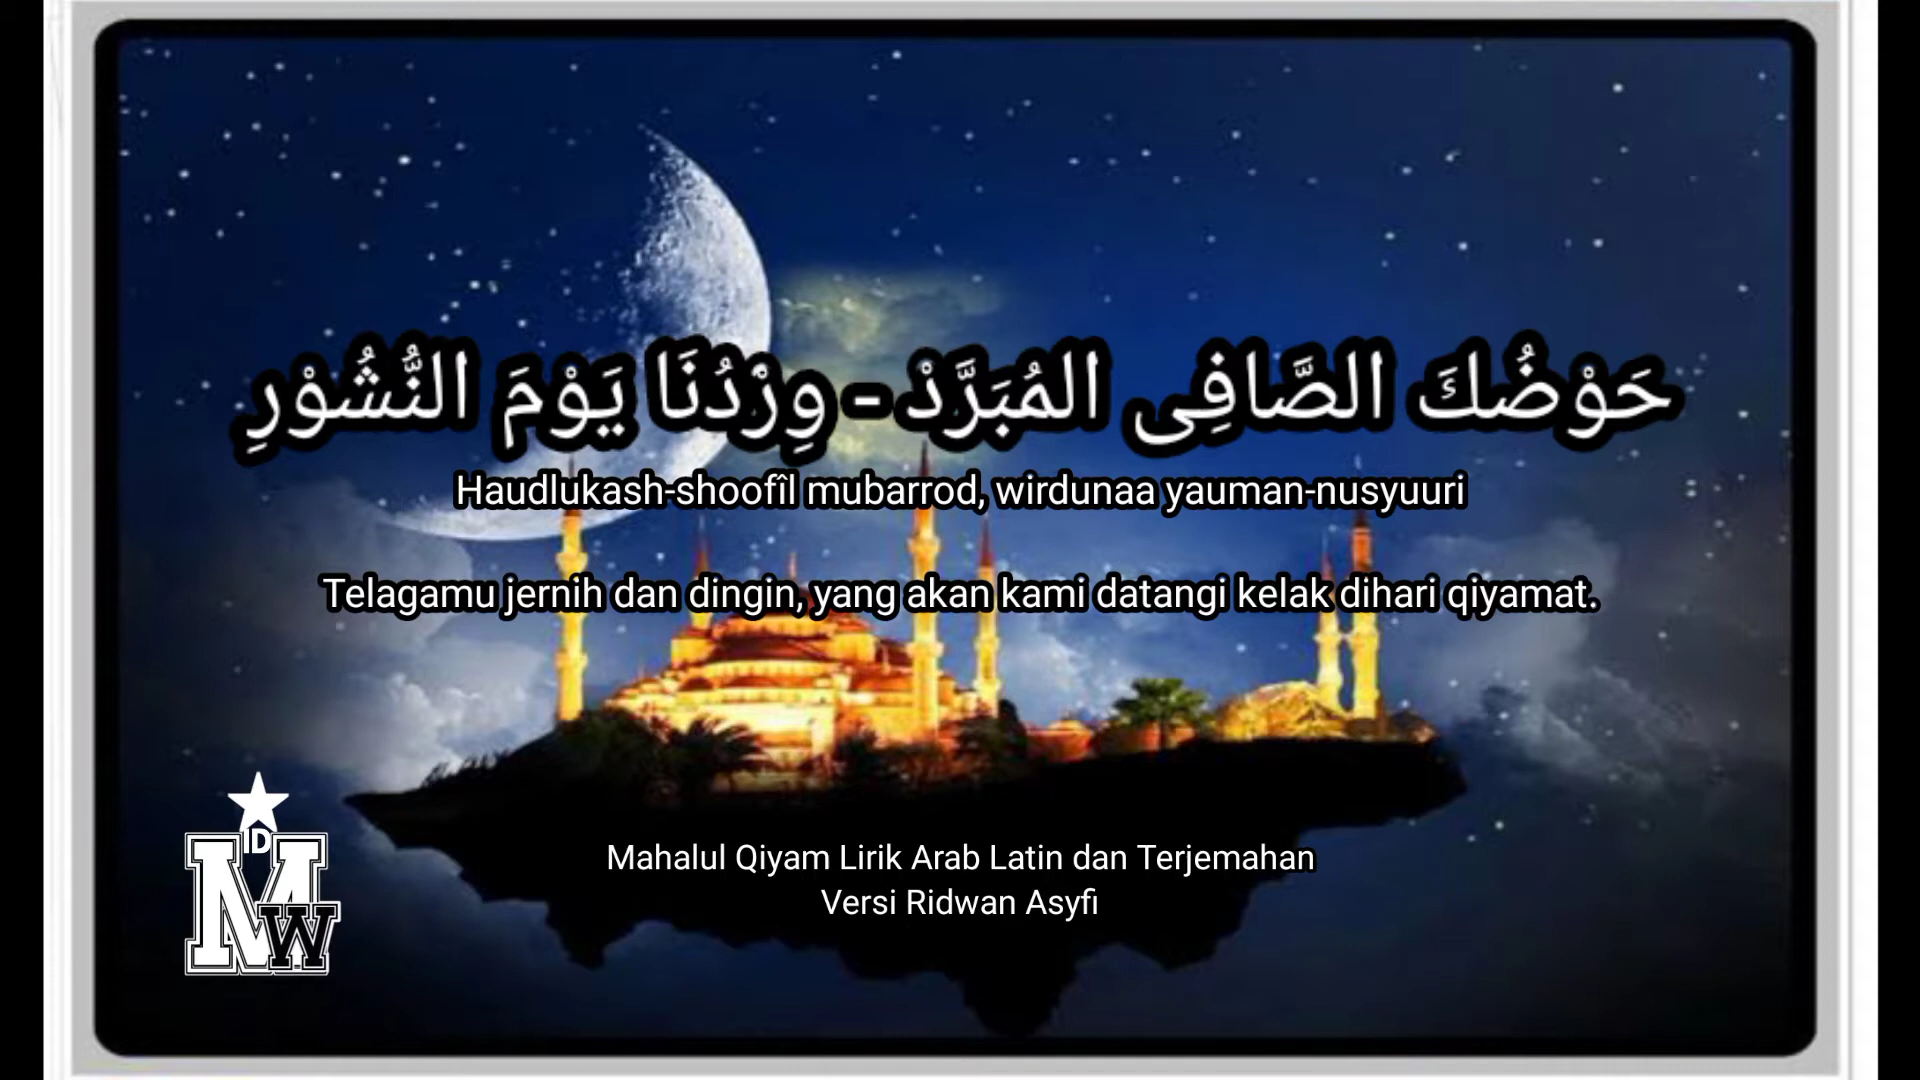 حَوْضُكَ الصَّافِى المُبَرَّدْ - وِرْدُنَا يَوْمَ النُّشُوْرِ
Haudlukash-shoofîl mubarrod, wirdunaa yauman-nusyuuri
Telagamu jernih dan dingin, yang akan kami datangi kelak dihari qiyamat.
ID
MW
Mahalul Qiyam Lirik Arab Latin dan Terjemahan
Versi Ridwan Asyfi